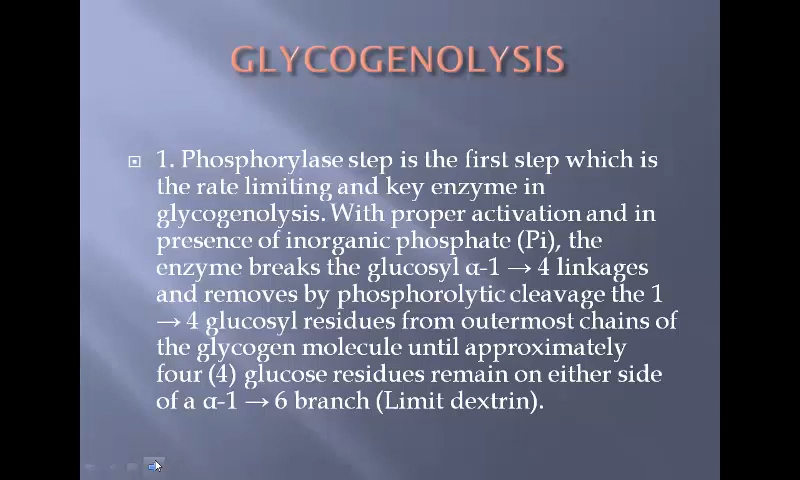 GLYCOGENOLYSIS
1. Phosphorylase step is the first step which is
the rate limiting and key enzyme in
glycogenolysis. With proper activation and in
presence of inorganic phosphate (Pi), the
enzyme breaks the glucosyl α-1 → 4 linkages
and removes by phosphorolytic cleavage the 1
→ 4 glucosyl residues from outermost chains of
the glycogen molecule until approximately
four (4) glucose residues remain on either side
of a α-1 → 6 branch (Limit dextrin).